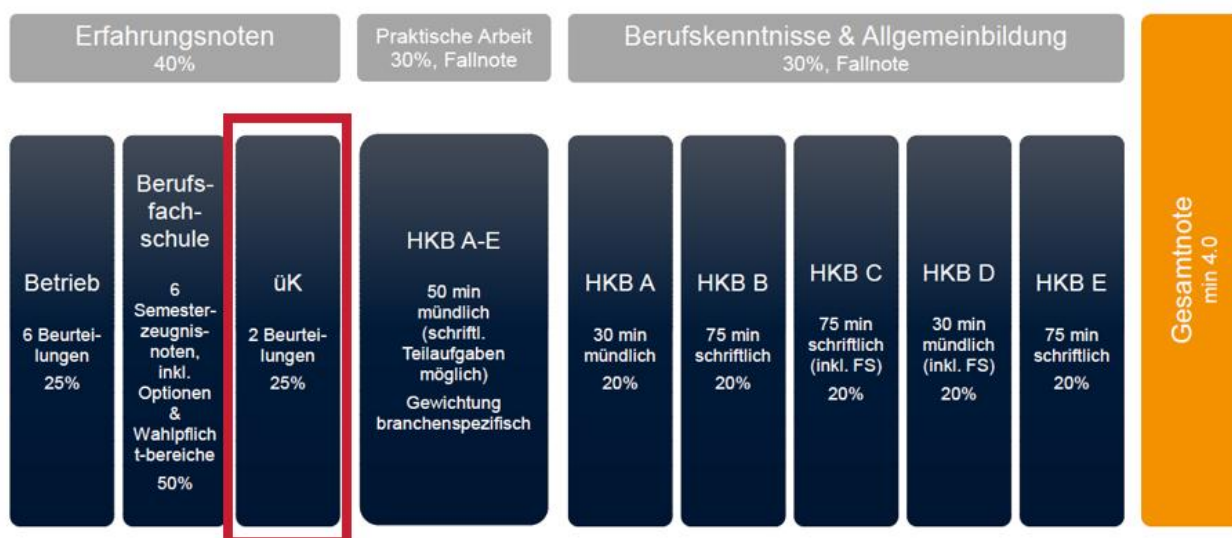 Erfahrungsnoten
40%
Praktische Arbeit
30%, Fallnote
Berufskenntnisse & Allgemeinbildung
30%, Fallnote
Betrieb
6 Beurtei-
lungen
25%
Berufs-
fach-
schule
6
Semester-
zeugnis-
noten,
inkl.
Optionen
&
Wahlpflich
t-bereiche
50%
üK
2 Beurtei-
lungen
25%
HKB A-E
50 min
mündlich
(schriftl.
Teilaufgaben
möglich)
Gewichtung
branchenspezifisch
HKB A
30 min
mündlich
20%
HKB B
75 min
schriftlich
20%
HKB C
75 min
schriftlich
(inkl. FS)
20%
HKB D
30 min
mündlich
(inkl. FS)
20%
HKB E
75 min
schriftlich
20%
Gesamtnote
min 4.0